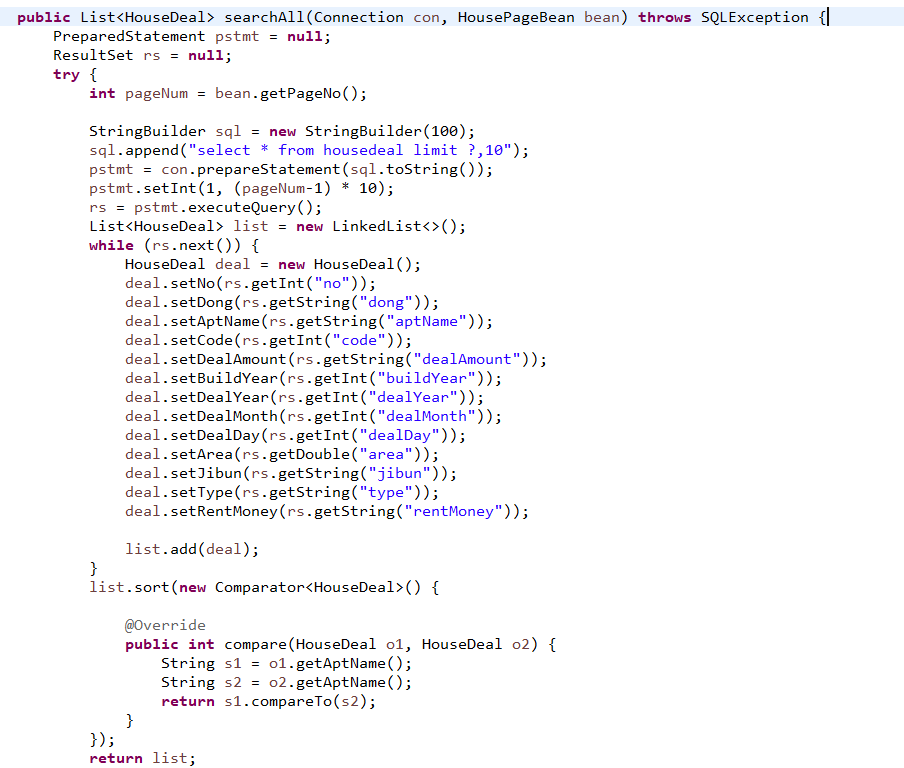 public List<HouseDeal> searchAll(Connection con, HousePageBean bean) throws SQLException {
    PreparedStatement pstmt = null;
    ResultSet rs = null;
    try {
        int pageNum = bean.getPageNo();

        StringBuilder sql = new StringBuilder(100);
        sql.append("select * from housedeal limit ?,10");
        pstmt = con.prepareStatement(sql.toString());
        pstmt.setInt(1, (pageNum-1) * 10);
        rs = pstmt.executeQuery();
        List<HouseDeal> list = new LinkedList<>();
        while (rs.next()) {
            HouseDeal deal = new HouseDeal();
            deal.setNo(rs.getInt("no"));
            deal.setDong(rs.getString("dong"));
            deal.setAptName(rs.getString("aptName"));
            deal.setCode(rs.getInt("code"));
            deal.setDealAmount(rs.getString("dealAmount"));
            deal.setBuildYear(rs.getInt("buildYear"));
            deal.setDealYear(rs.getInt("dealYear"));
            deal.setDealMonth(rs.getInt("dealMonth"));
            deal.setDealDay(rs.getInt("dealDay"));
            deal.setArea(rs.getDouble("area"));
            deal.setJibun(rs.getString("jibun"));
            deal.setType(rs.getString("type"));
            deal.setRentMoney(rs.getString("rentMoney"));

            list.add(deal);
        }
        list.sort(new Comparator<HouseDeal>() {

            @Override
            public int compare(HouseDeal o1, HouseDeal o2) {
                String s1 = o1.getAptName();
                String s2 = o2.getAptName();
                return s1.compareTo(s2);
            }
        });
        return list;